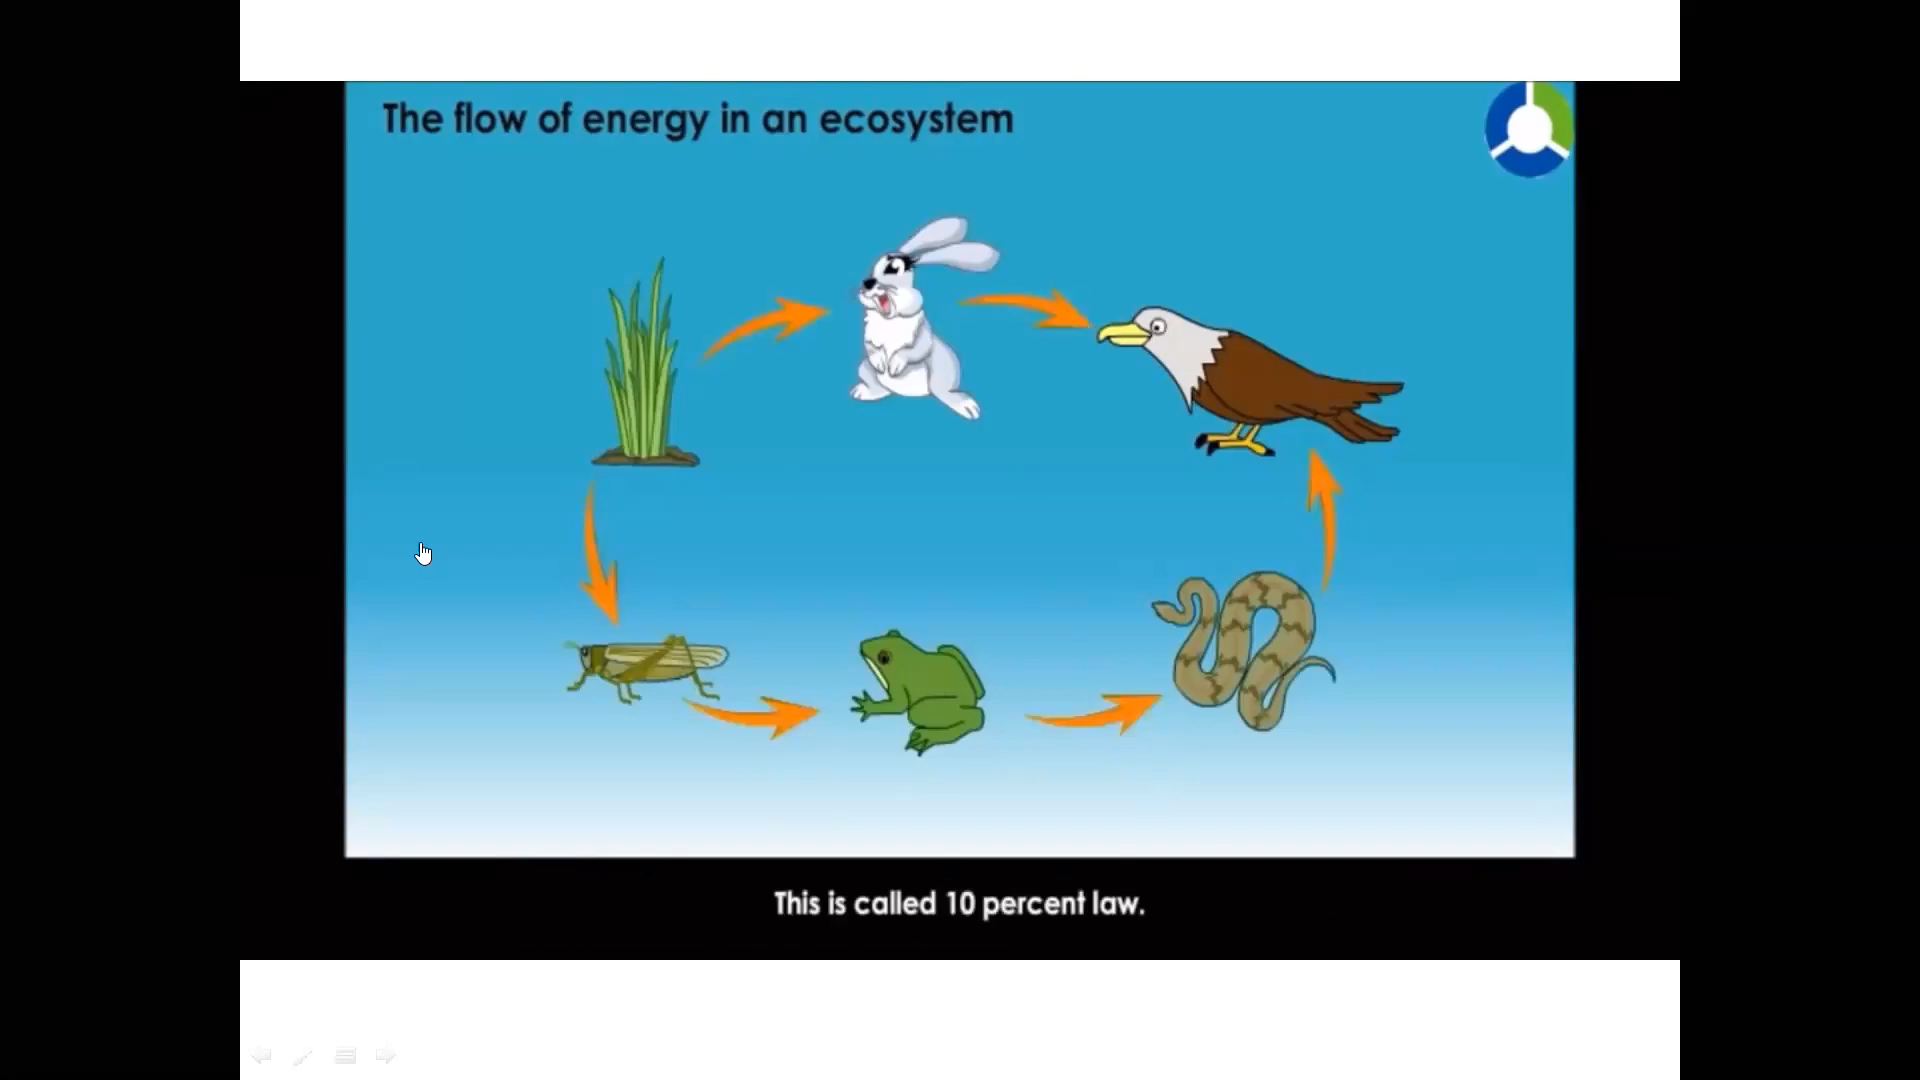 The flow of energy in an ecosystem
This is called 10 percent law.